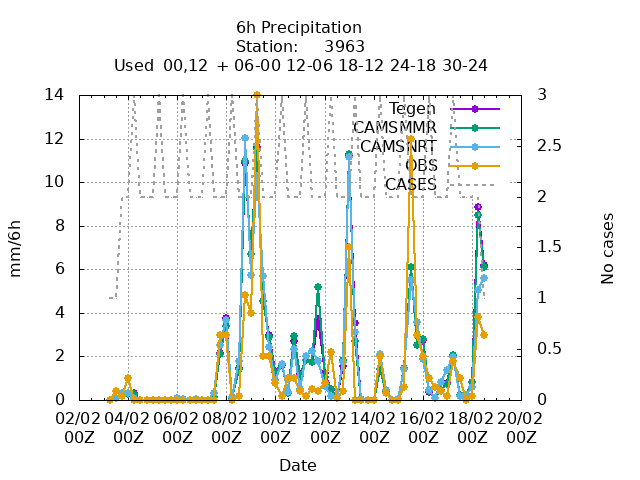 6h Precipitation
Station: 3963
Used 00,12 + 06-00 12-06 18-12 24-18 30-24
14
12
10
8
6
4
2
0
mm/6h
3
2.5
2
1.5
1
0.5
0
No cases
Tegen
CAMSMMR
CAMSNRT
OBS
CASES
02/02 04/02 06/02 08/02 10/02 12/02 14/02 16/02 18/02 20/02
00Z 00Z 00Z 00Z 00Z 00Z 00Z 00Z 00Z 00Z
Date